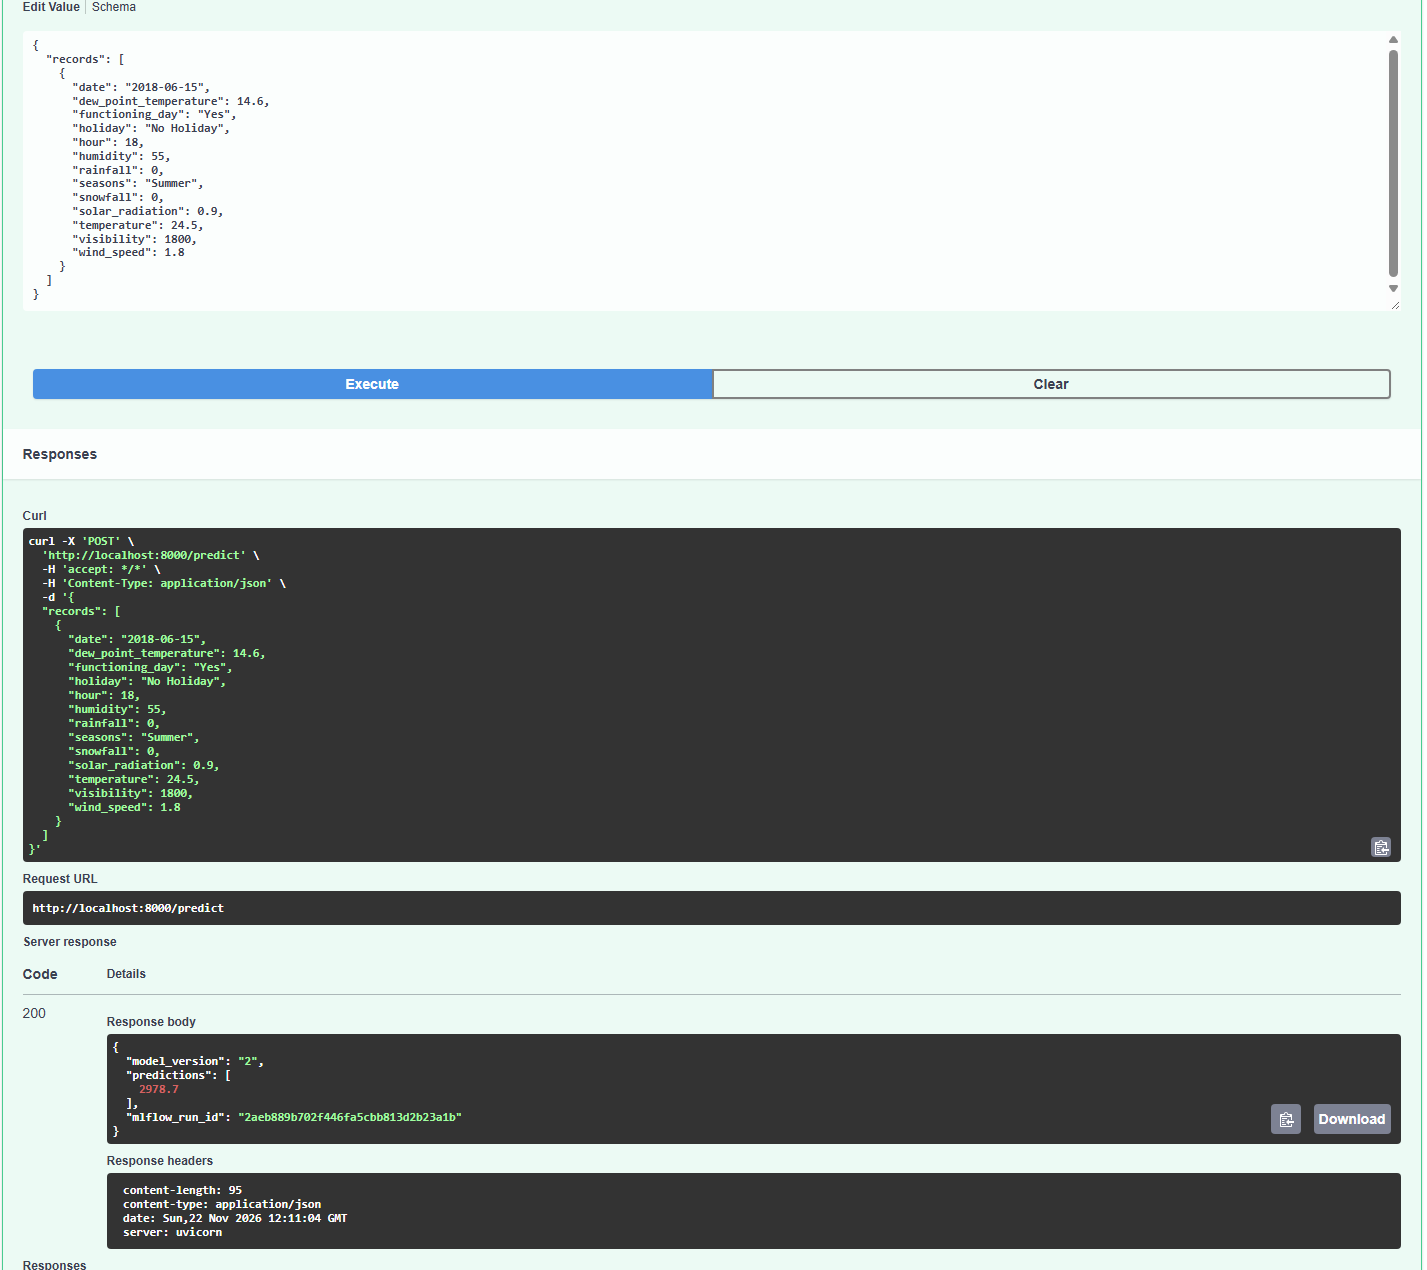 Edit Value | Schema
{
  "records": [
    {
      "date": "2018-06-15",
      "dew_point_temperature": 14.6,
      "functioning_day": "Yes",
      "holiday": "No Holiday",
      "hour": 18,
      "humidity": 55,
      "rainfall": 0,
      "seasons": "Summer",
      "snowfall": 0,
      "solar_radiation": 0.9,
      "temperature": 24.5,
      "visibility": 1800,
      "wind_speed": 1.8
    }
  ]
}
Execute
Clear
Responses
Curl
curl -X 'POST' \
  'http://localhost:8000/predict' \
  -H 'accept: */*' \
  -H 'Content-Type: application/json' \
  -d '{
  "records": [
    {
      "date": "2018-06-15",
      "dew_point_temperature": 14.6,
      "functioning_day": "Yes",
      "holiday": "No Holiday",
      "hour": 18,
      "humidity": 55,
      "rainfall": 0,
      "seasons": "Summer",
      "snowfall": 0,
      "solar_radiation": 0.9,
      "temperature": 24.5,
      "visibility": 1800,
      "wind_speed": 1.8
    }
  ]
}'
Request URL
http://localhost:8000/predict
Server response
Code Details
200
Response body
{
  "model_version": "2",
  "predictions": [
    2978.7
  ],
  "mlflow_run_id": "2aeb889b702f446fa5cbb813d2b23a1b"
}
Download
Response headers
content-length: 95
content-type: application/json
date: Sun,22 Nov 2026 12:11:04 GMT
server: uvicorn
Responses